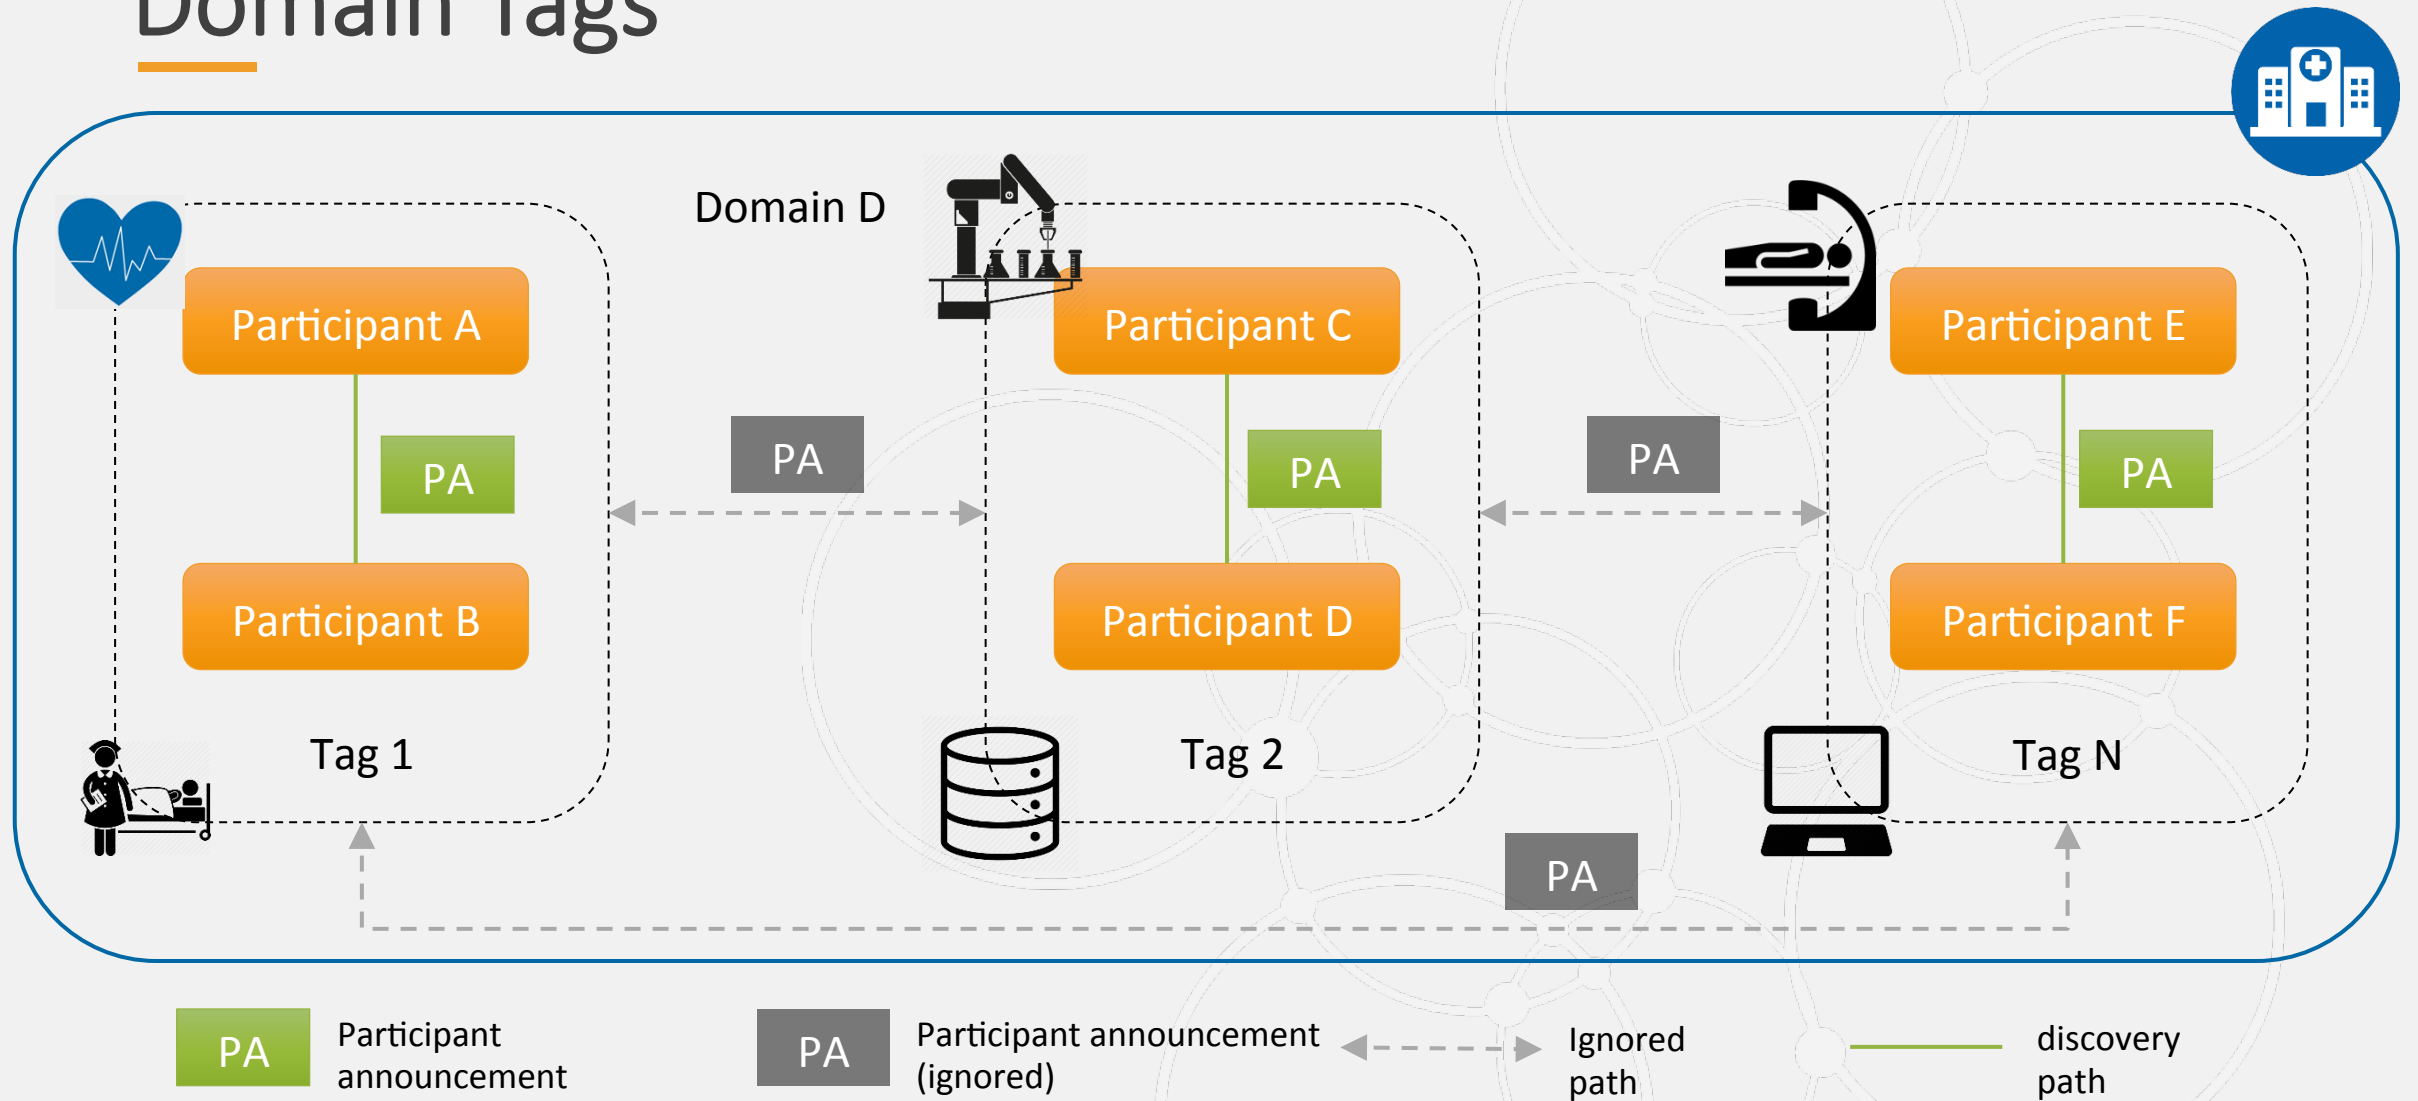 Domain Tags
Domain D
Participant A
Participant C
Participant E
PA
PA
PA
PA
PA
Participant B
Participant D
Participant F
Tag 1
Tag 2
Tag N
PA
PA
Participant
announcement
PA
Participant announcement
(ignored)
Ignored
path
discovery
path